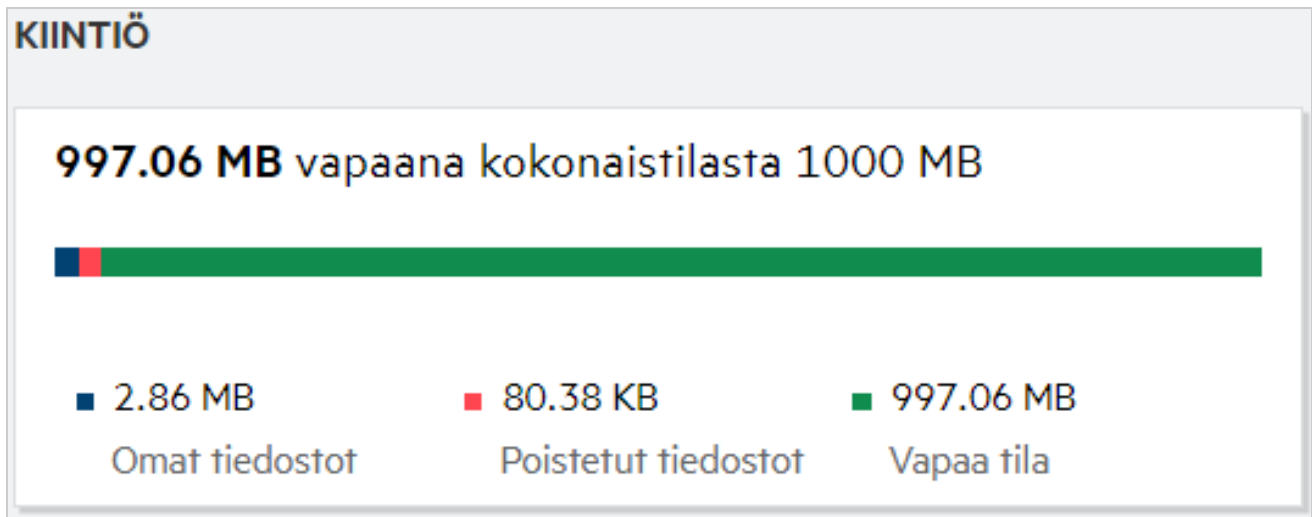 KIINTIÖ
997.06 MB vapaana kokonaistilasta 1000 MB
2.86 MB 80.38 KB 997.06 MB
Omat tiedostot Poistetut tiedostot Vapaa tila